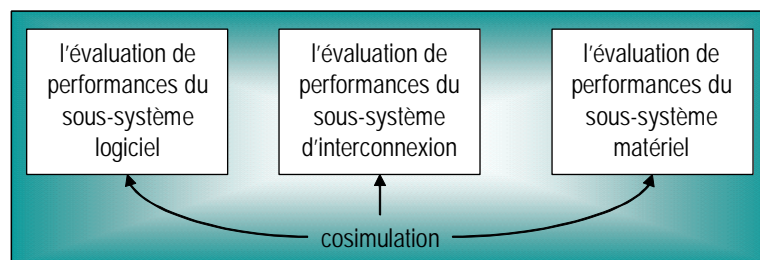 l'évaluation de
performances du
sous-système
logiciel
l'évaluation de
performances du
sous-système
d'interconnexion
l'évaluation de
performances du
sous-système
matériel
cosimulation